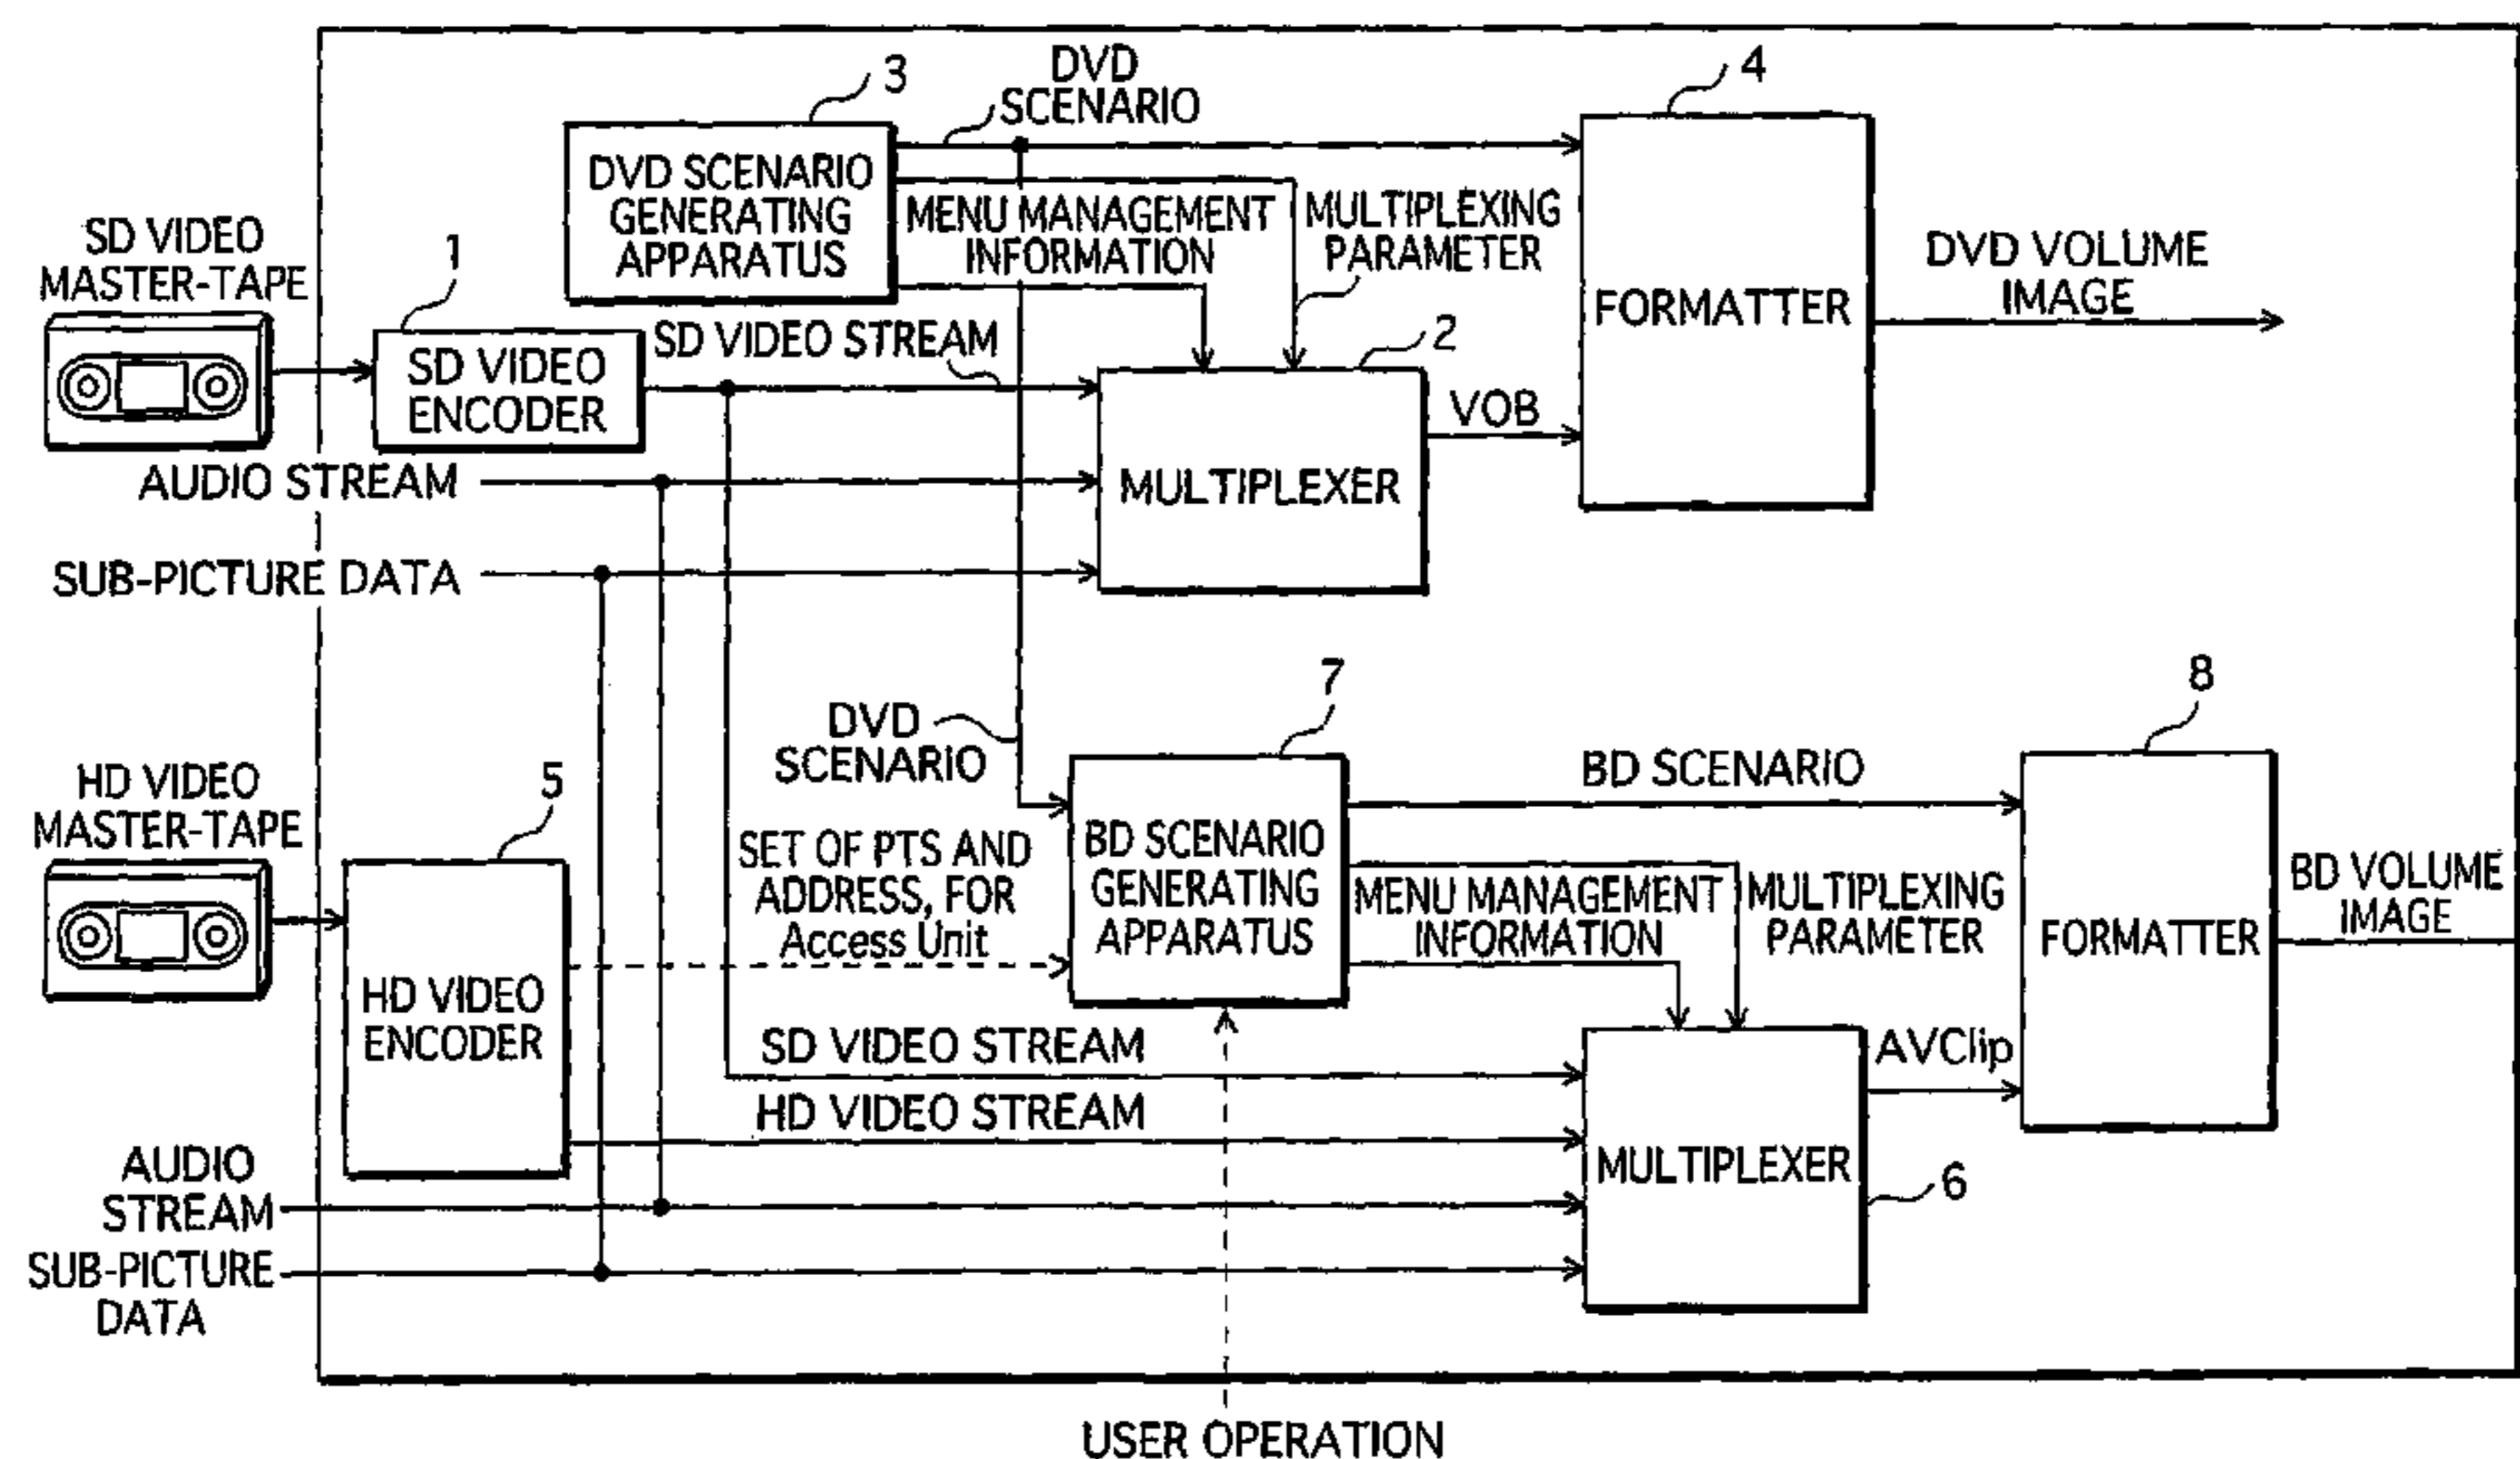 3
DVD
SCENARIO
4
DVD SCENARIO
GENERATING
APPARATUS
MENU MANAGEMENT
INFORMATION
MULTIPLEXING
PARAMETER
SD VIDEO
MASTER-TAPE
1
FORMATTER
DVD VOLUME
IMAGE
SD VIDEO
ENCODER
SD VIDEO STREAM
2
VOB
AUDIO STREAM
MULTIPLEXER
SUB-PICTURE DATA
7
8
DVD
SCENARIO
HD VIDEO
MASTER-TAPE
5
BD SCENARIO
SET OF PTS AND
ADDRESS, FOR
Access Unit
BD SCENARIO
GENERATING
APPARATUS
MENU MANAGEMENT
INFORMATION
MULTIPLEXING
PARAMETER
FORMATTER
BD VOLUME
IMAGE
HD VIDEO
ENCODER
SD VIDEO STREAM
AVClip
HD VIDEO STREAM
MULTIPLEXER
6
AUDIO
STREAM
SUB-PICTURE
DATA
USER OPERATION